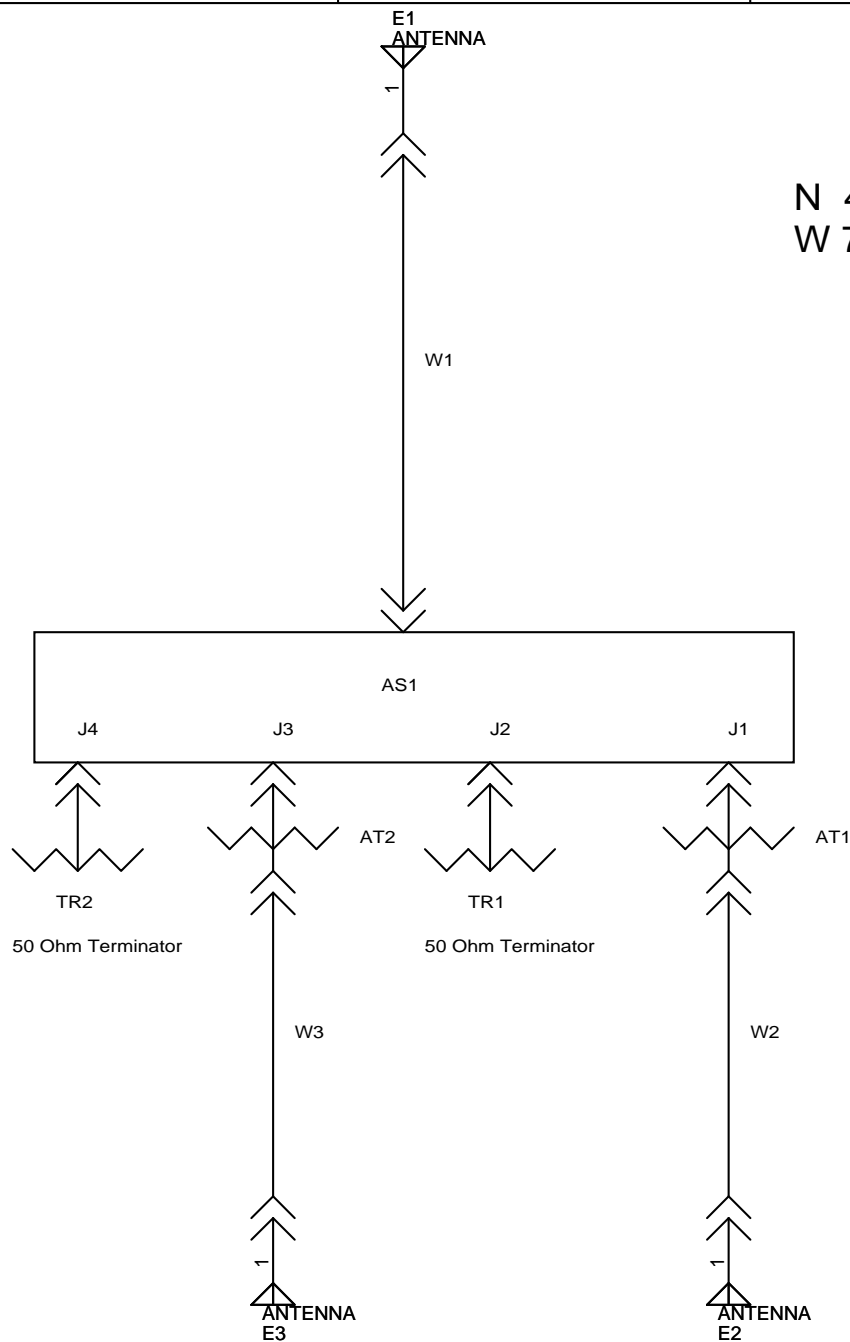 E1
ANTENNA
1
N 4
W 7
W1
AS1
J4
J3
J2
J1
AT2
AT1
TR2
TR1
50 Ohm Terminator
50 Ohm Terminator
W3
W2
1
1
ANTENNA
E3
ANTENNA
E2